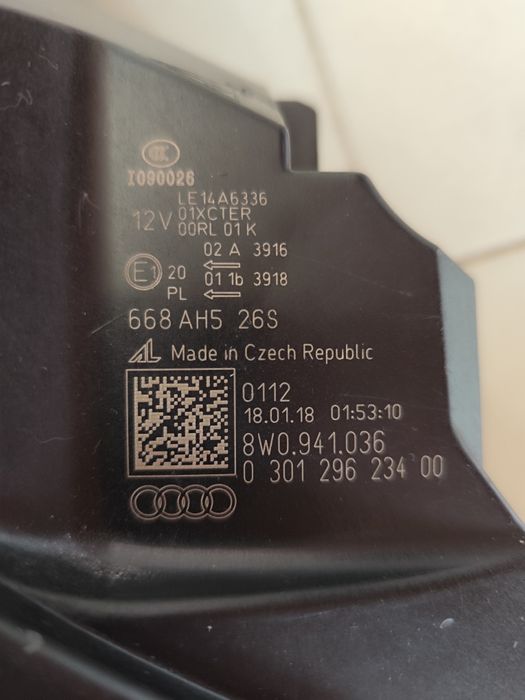 I090026
LE14A6336
12V 01XCTER
00RL 01 K
02 A 3916
E1 20 01 1b 3918
PL
668 AH5 26S
AL Made in Czech Republic
0112
18.01.18 01:53:10
8W0.941.036
0 301 296 234 00